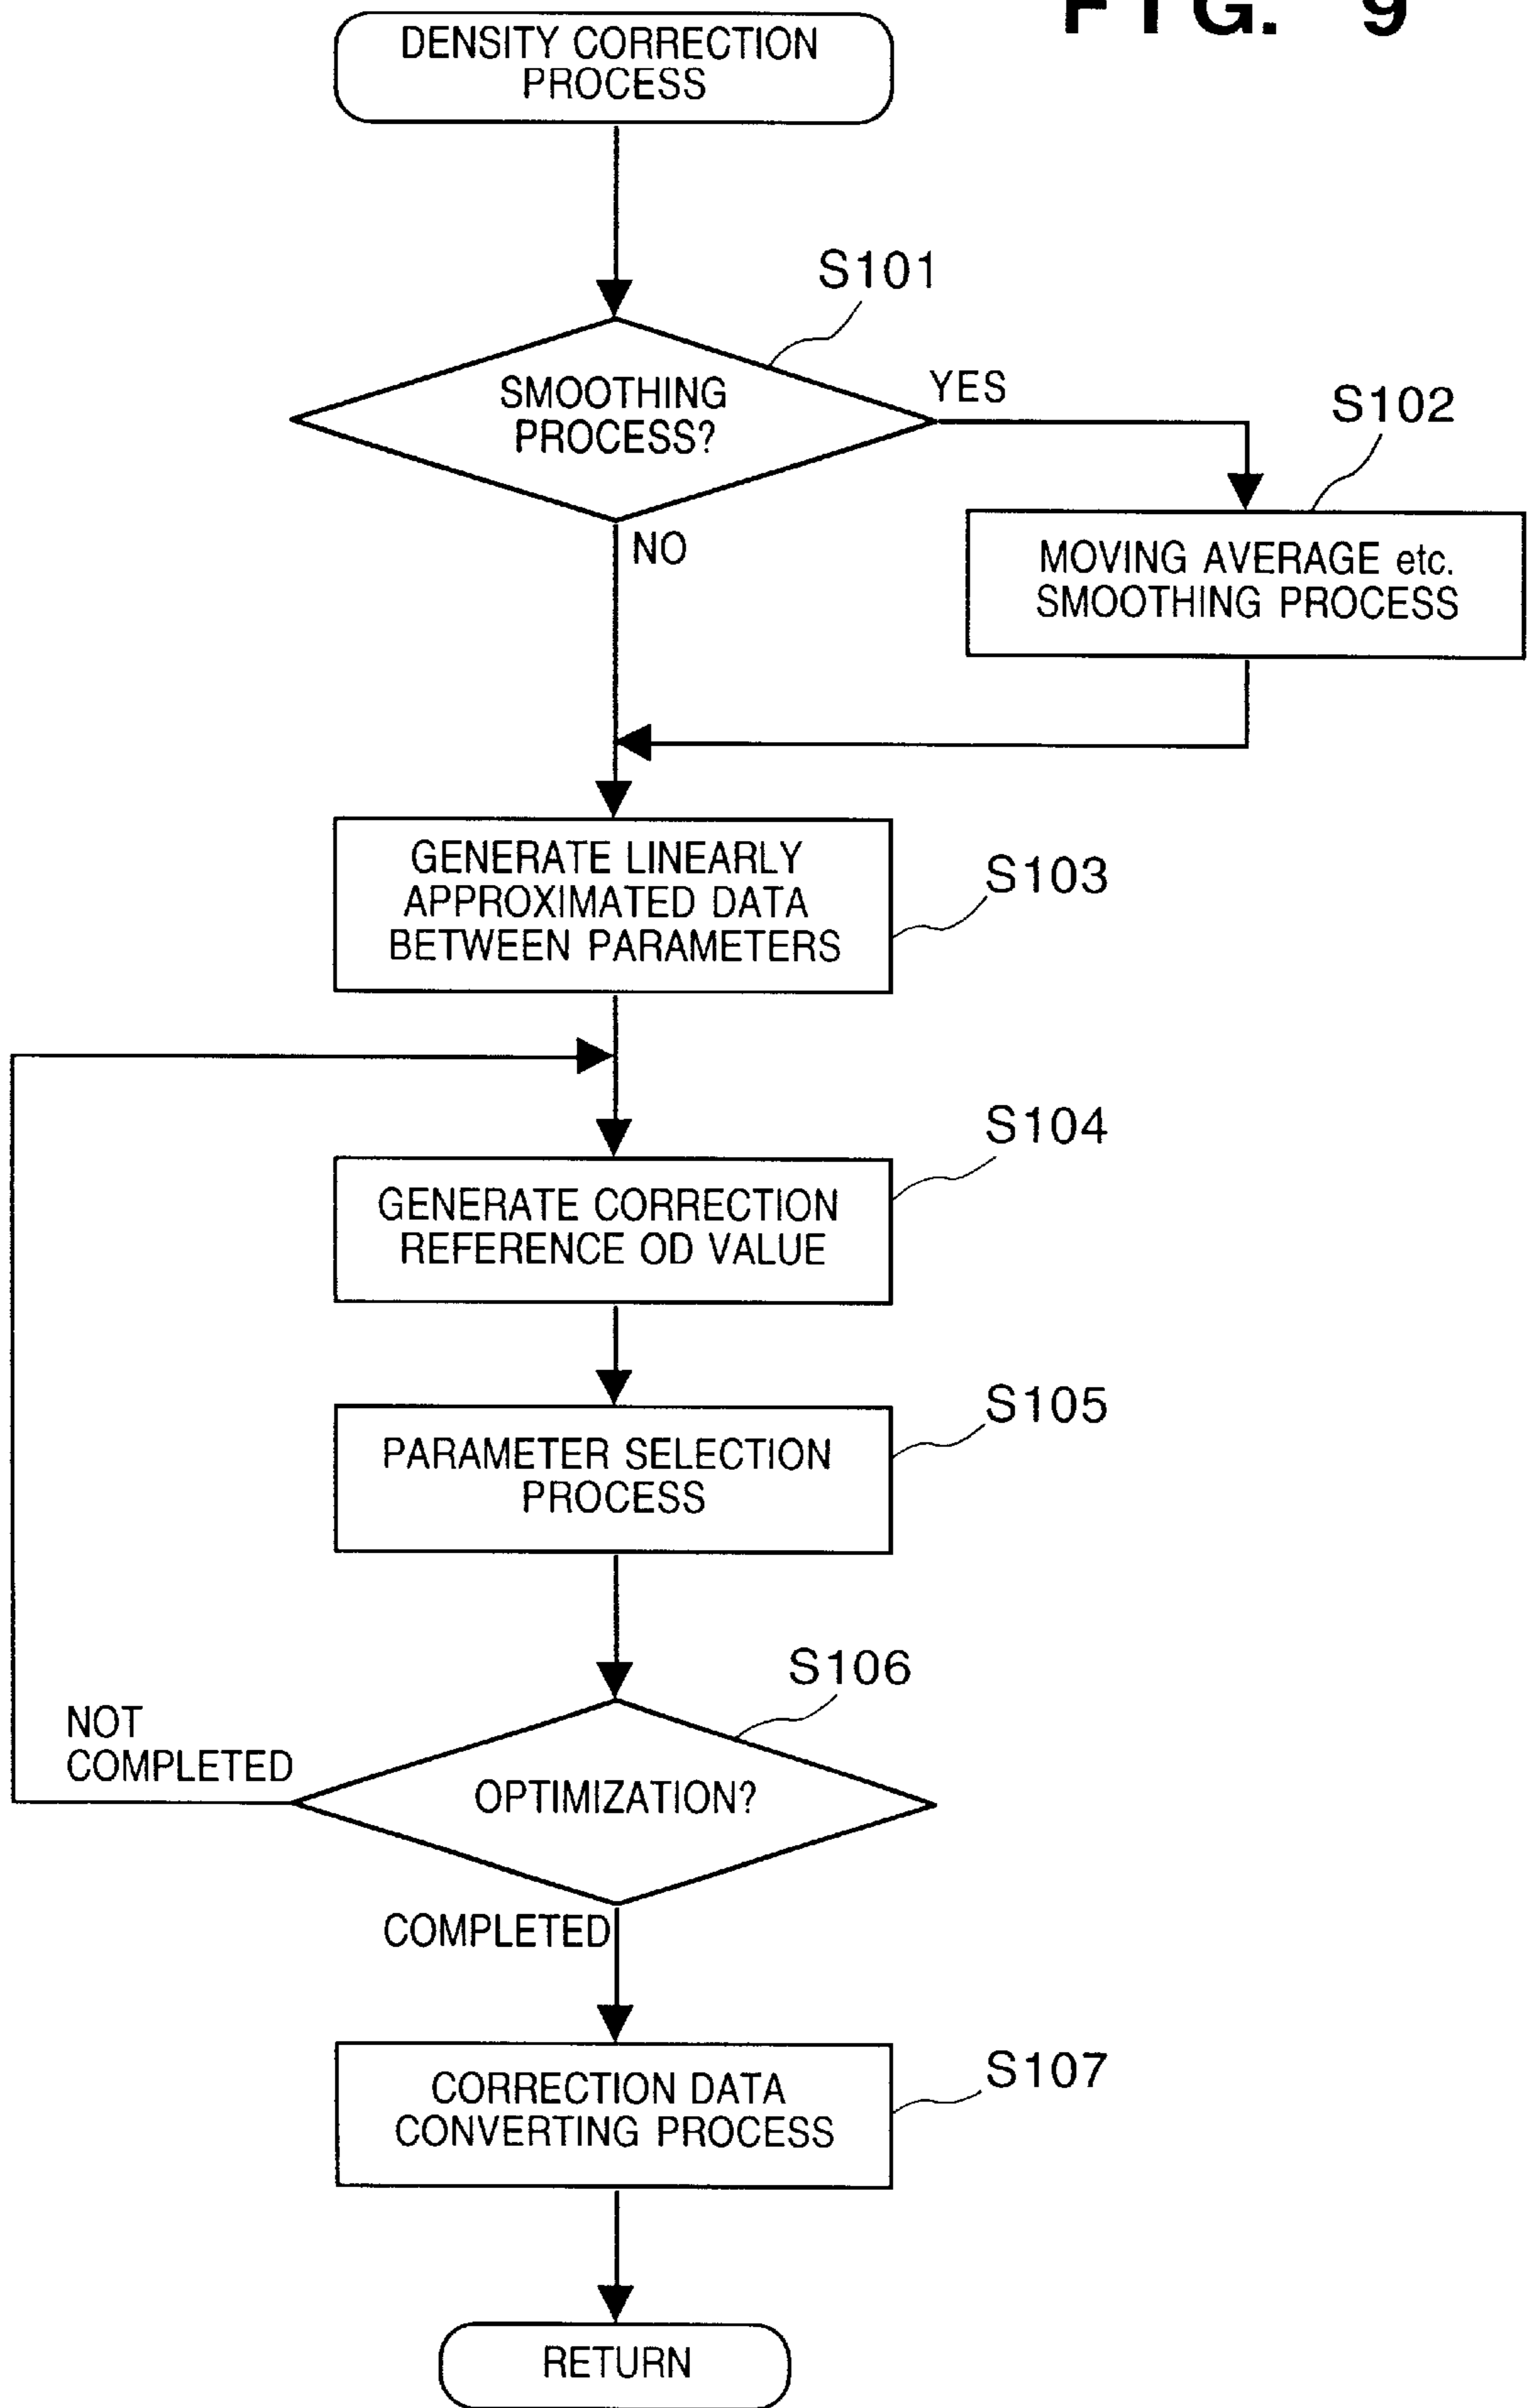 FIG. 9
DENSITY CORRECTION
PROCESS
S101
SMOOTHING
PROCESS?
YES
S102
NO
MOVING AVERAGE etc.
SMOOTHING PROCESS
GENERATE LINEARLY
APPROXIMATED DATA
BETWEEN PARAMETERS
S103
S104
GENERATE CORRECTION
REFERENCE OD VALUE
S105
PARAMETER SELECTION
PROCESS
S106
NOT
COMPLETED
OPTIMIZATION?
COMPLETED
S107
CORRECTION DATA
CONVERTING PROCESS
RETURN